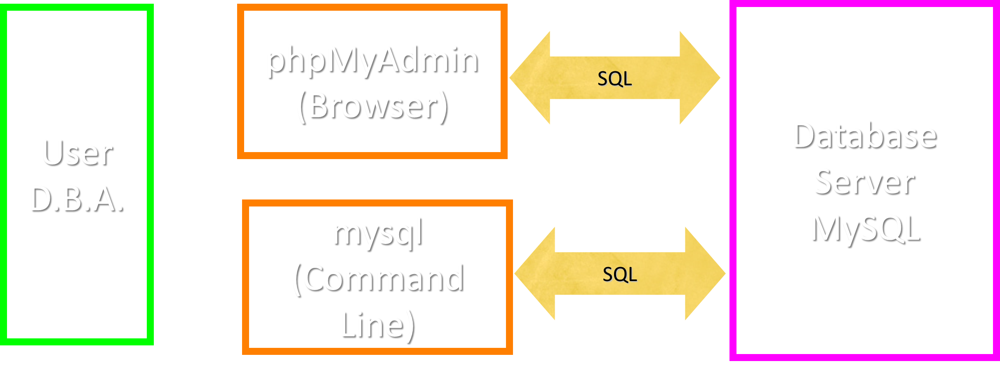 User
D.B.A.
phpMyAdmin
(Browser)
SQL
mysql
(Command
Line)
SQL
Database
Server
MySQL